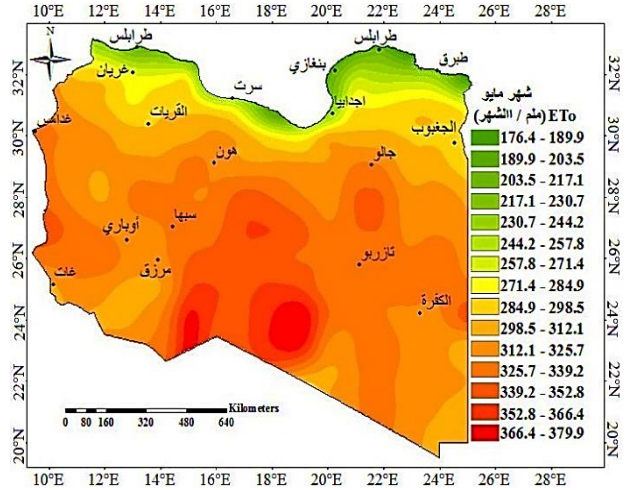 10°E 12°E 14°E 16°E 18°E 20°E 22°E 24°E
32°N
30°N
28°N
26°N
24°N
22°N
20°N
N
طرابلس
طرابلس
طبرق
بنغازي
غريان
سرت
اجدابيا
القريات
الجغبوب
غدامس
هون
جالو
سبها
أوباري
تازربو
مرزق
غات
الكفرة
شهر مايو
(ملم / االشهر) ETo
176.4 - 189.9
189.9 - 203.5
203.5 - 217.1
217.1 - 230.7
230.7 - 244.2
244.2 - 257.8
257.8 - 271.4
271.4 - 284.9
284.9 - 298.5
298.5 - 312.1
312.1 - 325.7
325.7 - 339.2
339.2 - 352.8
352.8 - 366.4
366.4 - 379.9
Kilometers
0 80 160 320 480 640
32°N
30°N
28°N
26°N
24°N
22°N
20°N
10°E 12°E 14°E 16°E 18°E 20°E 22°E 24°E